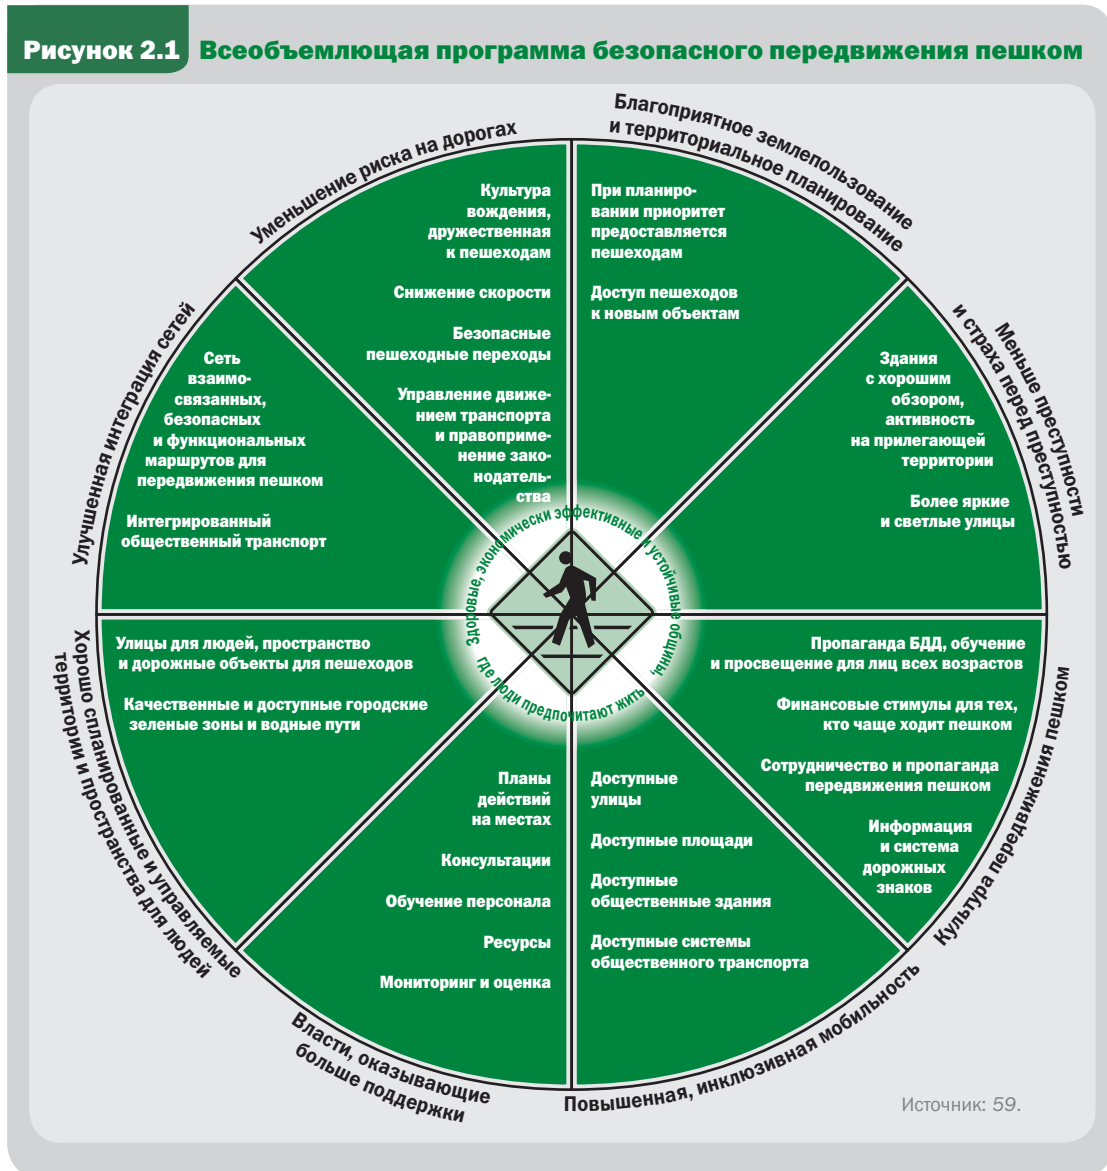 Рисунок 2.1
Всеобъемлющая программа безопасного передвижения пешком
Благоприятное землепользование
и территориальное планирование
При планиро-
вании приоритет
предоставляется
пешеходам
Доступ пешеходов
к новым объектам
Меньше преступности
и страха перед преступностью
Здания
с хорошим
обзором,
активность
на прилегающей
территории
Более яркие
и светлые улицы
Культура передвижения пешком
Пропаганда БДД, обучение
и просвещение для лиц всех возрастов
Финансовые стимулы для тех,
кто чаще ходит пешком
Сотрудничество и пропаганда
передвижения пешком
Информация
и система
дорожных
знаков
Повышенная, инклюзивная мобильность
Доступные
улицы
Доступные площади
Доступные
общественные здания
Доступные системы
общественного транспорта
Власти, оказывающие
больше поддержки
Планы
действий
на местах
Консультации
Обучение персонала
Ресурсы
Мониторинг и оценка
Хорошо спланированные и управляемые
территории и пространства для людей
Улицы для людей, пространство
и дорожные объекты для пешеходов
Качественные и доступные городские
зеленые зоны и водные пути
Улучшенная интеграция сетей
Сеть
взаимо-
связанных,
безопасных
и функциональных
маршрутов для
передвижения пешком
Интегрированный
общественный транспорт
Уменьшение риска на дорогах
Культура
вождения,
дружественная
к пешеходам
Снижение скорости
Безопасные
пешеходные переходы
Управление движе-
нием транспорта
и правоприме-
нение зако-
нодатель-
ства
Здоровые, экономически эффективные и устойчивые общины,
где люди предпочитают жить
Источник: 59.